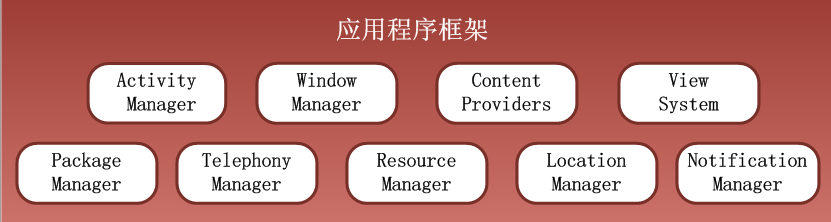 应用程序框架
Activity
Manager
Window
Manager
Content
Providers
View
System
Package
Manager
Telephony
Manager
Resource
Manager
Location
Manager
Notification
Manager